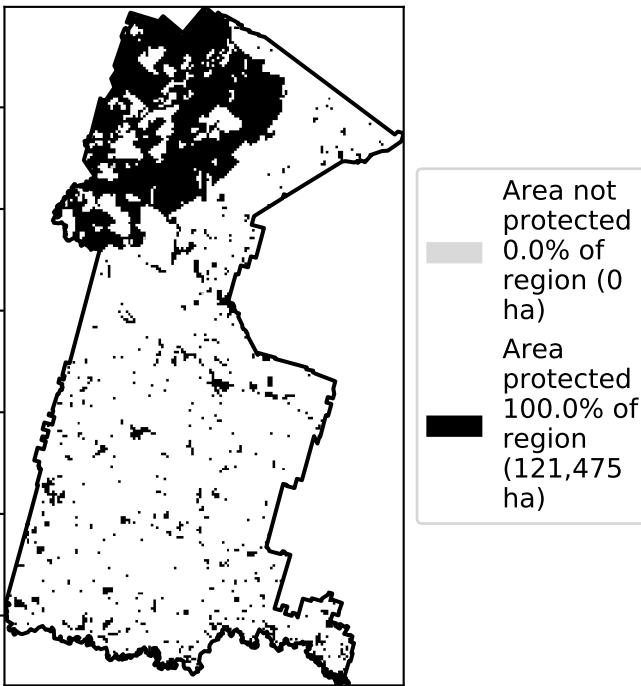 Area not
protected
0.0% of
region (0
ha)
Area
protected
100.0% of
region
(121,475
ha)